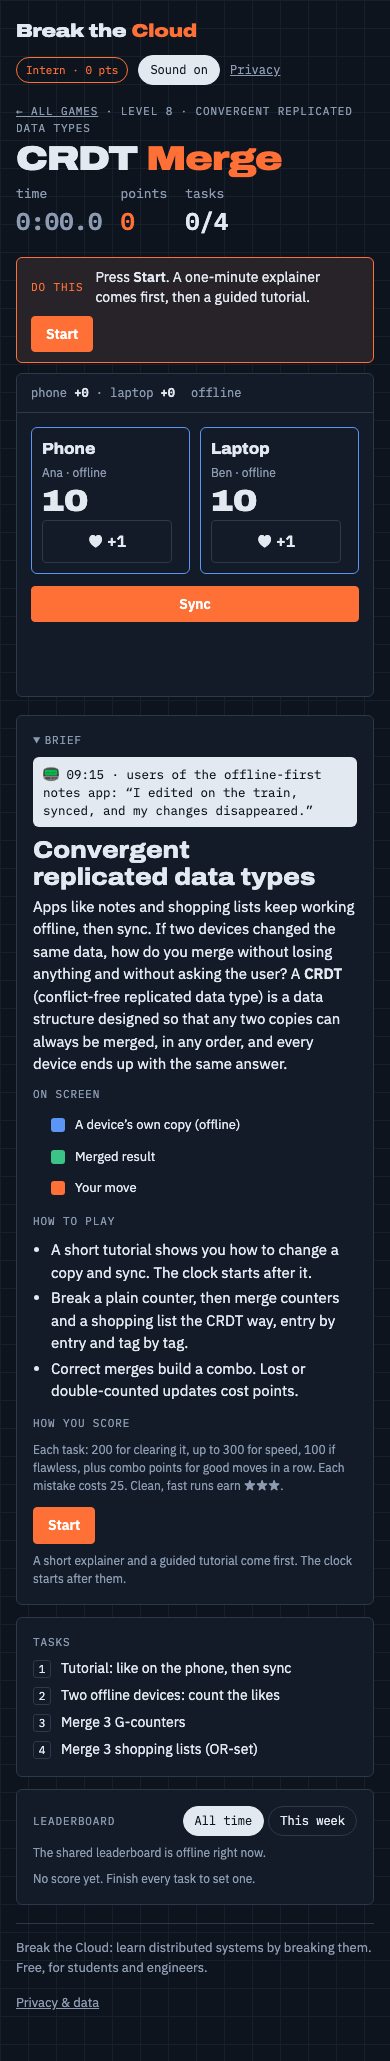 Break the Cloud
Intern · 0 pts
Sound on
Privacy
← ALL GAMES · LEVEL 8 · CONVERGENT REPLICATED
DATA TYPES
CRDT Merge
time points tasks
0:00.0 0 0/4
DO THIS
Press Start. A one-minute explainer
comes first, then a guided tutorial.
Start
phone +0 · laptop +0 offline
Phone
Ana · offline
10
♥ +1
Laptop
Ben · offline
10
♥ +1
Sync
▼ BRIEF
09:15 · users of the offline-first
notes app: “I edited on the train,
synced, and my changes disappeared.”
Convergent
replicated data types
Apps like notes and shopping lists keep working
offline, then sync. If two devices changed the
same data, how do you merge without losing
anything and without asking the user? A CRDT
(conflict-free replicated data type) is a data
structure designed so that any two copies can
always be merged, in any order, and every
device ends up with the same answer.
ON SCREEN
A device’s own copy (offline)
Merged result
Your move
HOW TO PLAY
• A short tutorial shows you how to change a
copy and sync. The clock starts after it.
• Break a plain counter, then merge counters
and a shopping list the CRDT way, entry by
entry and tag by tag.
• Correct merges build a combo. Lost or
double-counted updates cost points.
HOW YOU SCORE
Each task: 200 for clearing it, up to 300 for speed, 100 if
flawless, plus combo points for good moves in a row. Each
mistake costs 25. Clean, fast runs earn ★★★.
Start
A short explainer and a guided tutorial come first. The clock
starts after them.
TASKS
1 Tutorial: like on the phone, then sync
2 Two offline devices: count the likes
3 Merge 3 G-counters
4 Merge 3 shopping lists (OR-set)
LEADERBOARD
All time
This week
The shared leaderboard is offline right now.
No score yet. Finish every task to set one.
Break the Cloud: learn distributed systems by breaking them.
Free, for students and engineers.
Privacy & data